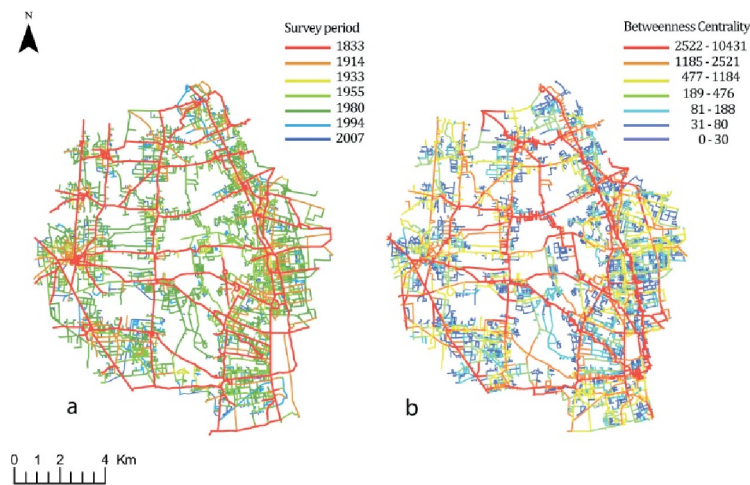 N
Survey period
1833
1914
1933
1955
1980
1994
2007
Betweenness Centrality
2522 - 10431
1185 - 2521
477 - 1184
189 - 476
81 - 188
31 - 80
0 - 30
a
b
0 1 2 4 Km